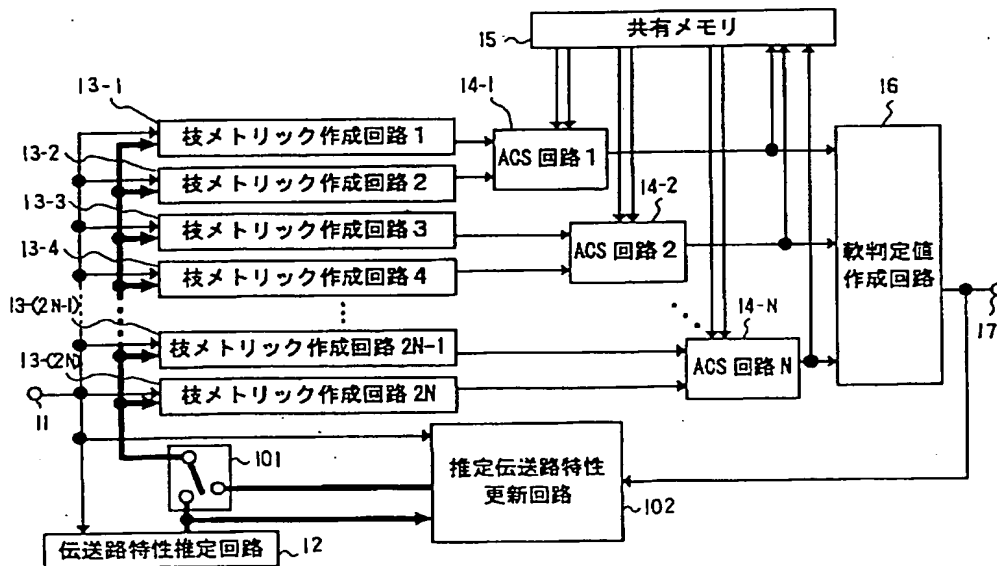 15
共有メモリ
13-1
14-1
16
枝メトリック作成回路1
13-2
ACS 回路1
枝メトリック作成回路2
13-3
14-2
枝メトリック作成回路3
13-4
ACS 回路2
軟判定値
作成回路
枝メトリック作成回路4
13-(2N-1)
14-N
17
枝メトリック作成回路2N-1
13-(2N)
ACS 回路N
枝メトリック作成回路2N
11
101
推定伝送路特性
更新回路
102
伝送路特性推定回路
12